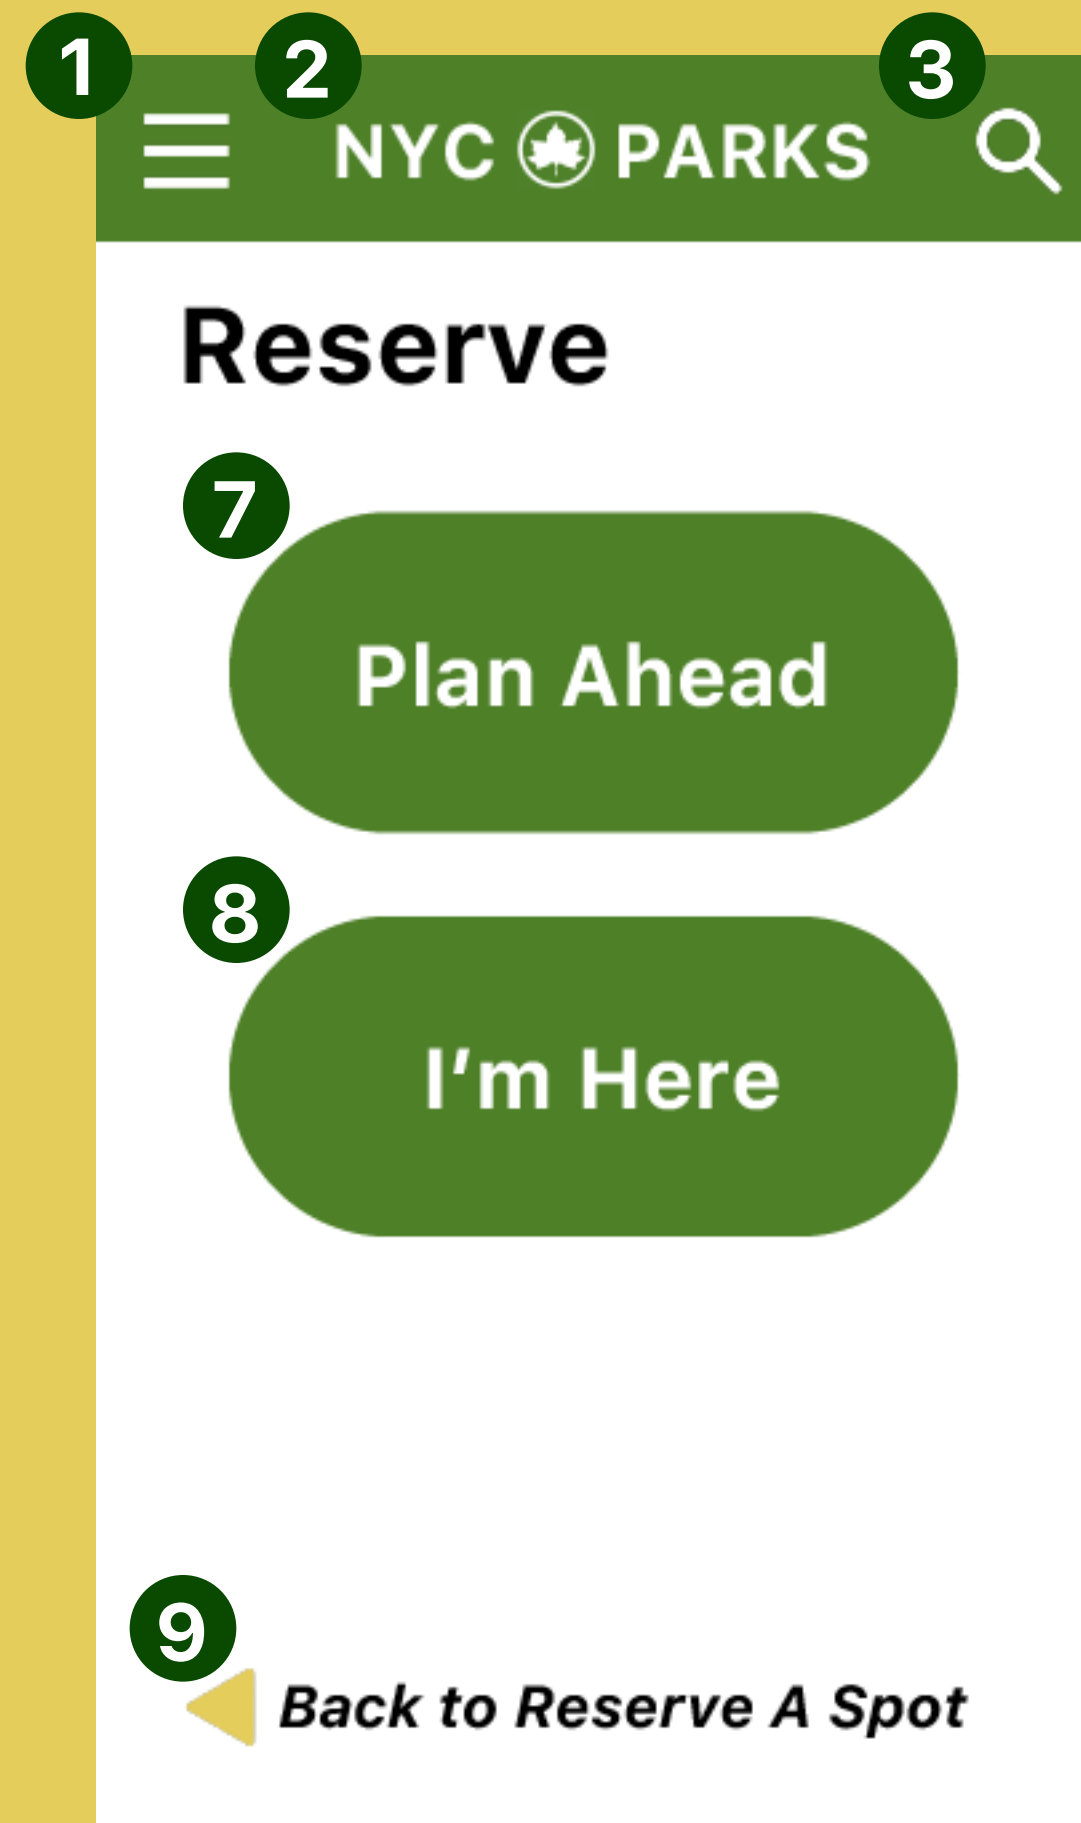 1 2 3
NYC PARKS
Reserve
7
Plan Ahead
8
I'm Here
9
Back to Reserve A Spot